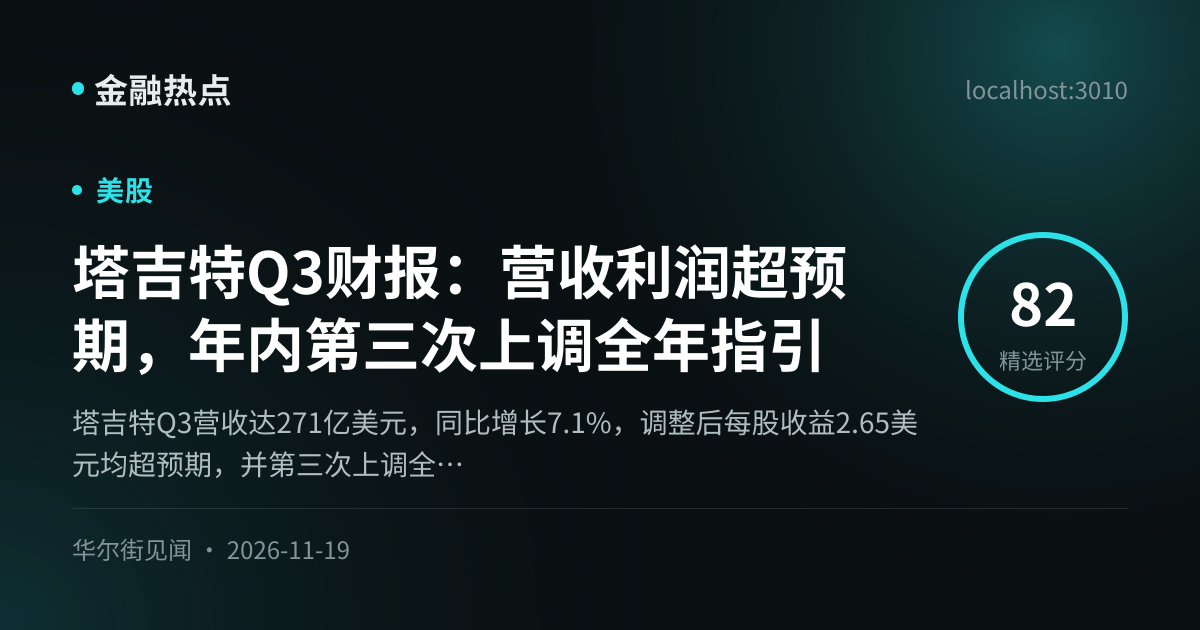 金融热点
localhost:3010
美股
塔吉特Q3财报：营收利润超预
期，年内第三次上调全年指引
82
精选评分
塔吉特Q3营收达271亿美元，同比增长7.1%，调整后每股收益2.65美
元均超预期，并第三次上调全…
华尔街见闻 · 2026-11-19